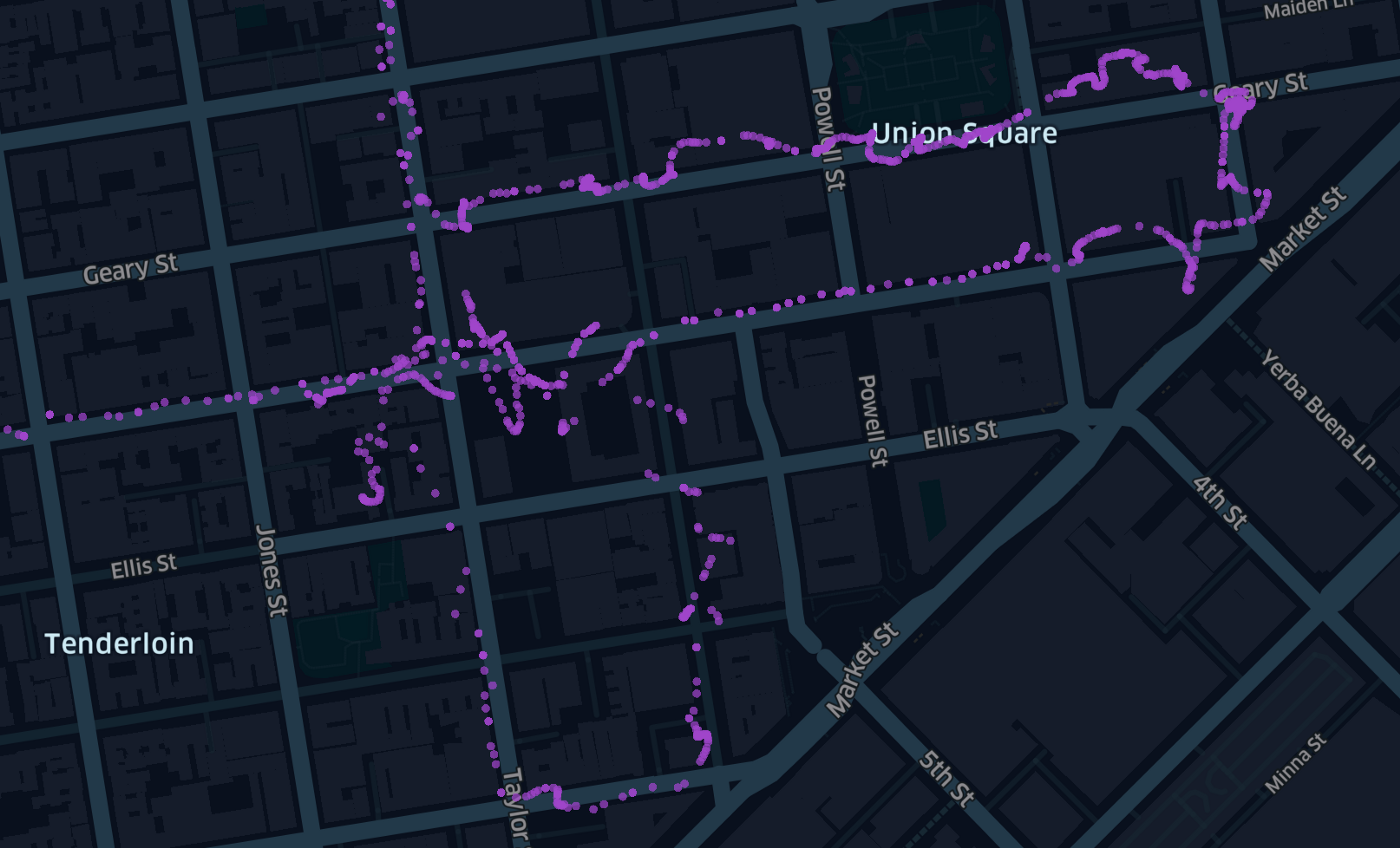 Maiden Ln
Geary St
Powell St
Union Square
Market St
Geary St
Yerba Buena Ln
Powell St
Ellis St
4th St
Jones St
Ellis St
Tenderloin
Market St
5th St
Minna St
Taylor